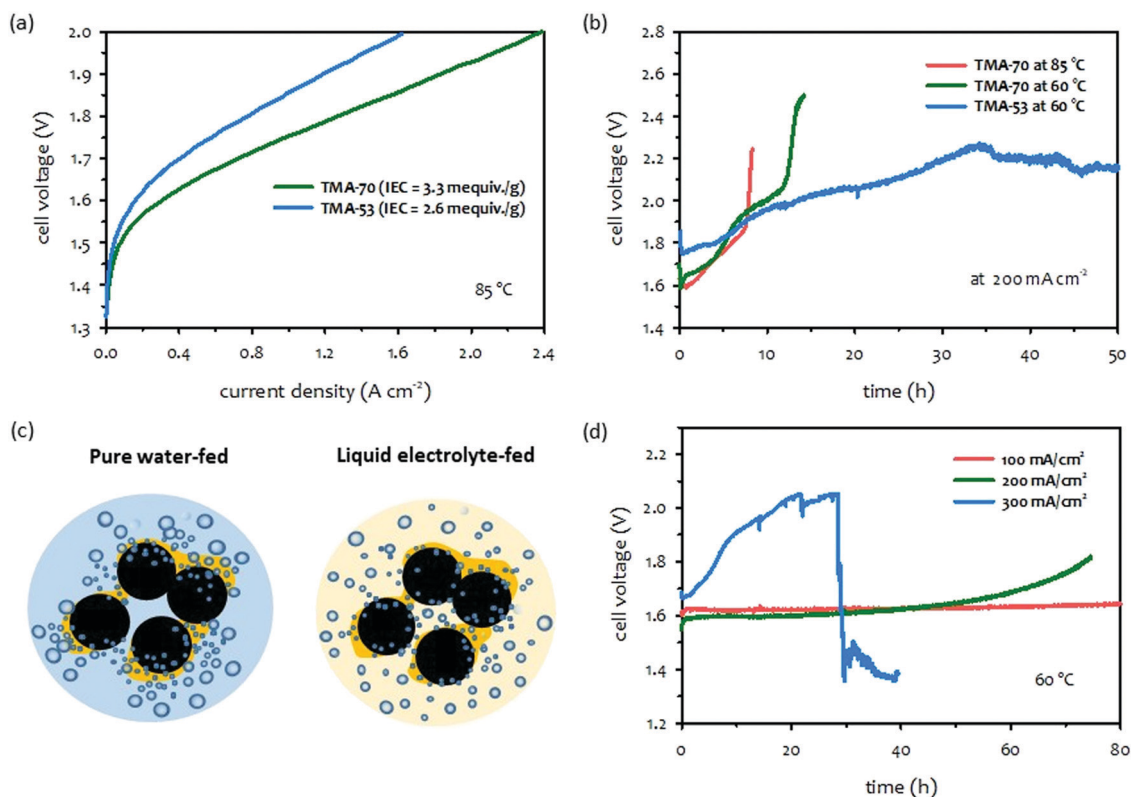 (a)
2.0
1.9
1.8
1.7
1.6
1.5
1.4
1.3
cell voltage (V)
TMA-70 (IEC = 3.3 mequiv./g)
TMA-53 (IEC = 2.6 mequiv./g)
85 °C
0.0 0.4 0.8 1.2 1.6 2.0 2.4
current density (A cm⁻²)
(b)
2.8
2.6
2.4
2.2
2.0
1.8
1.6
1.4
cell voltage (V)
TMA-70 at 85 °C
TMA-70 at 60 °C
TMA-53 at 60 °C
at 200 mA cm⁻²
0 10 20 30 40 50
time (h)
(c)
Pure water-fed
Liquid electrolyte-fed
(d)
2.2
2.1
2.0
1.8
1.6
1.4
1.3
1.2
cell voltage (V)
100 mA/cm²
200 mA/cm²
300 mA/cm²
60 °C
0 20 40 60 80
time (h)